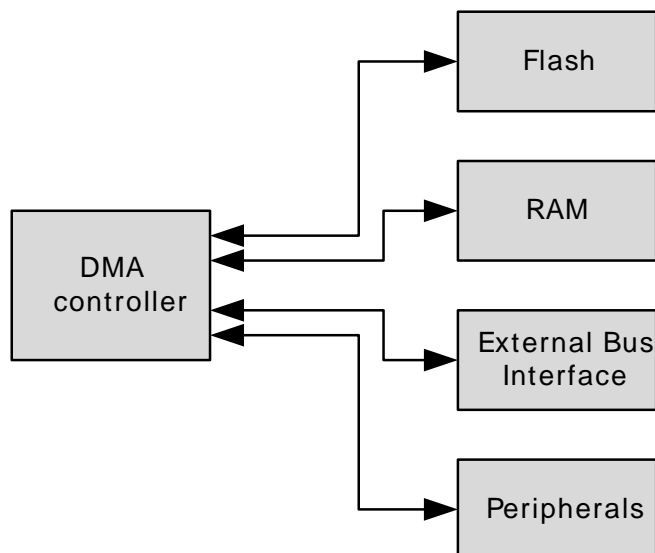 Flash
RAM
DMA
controller
External Bus
Interface
Peripherals